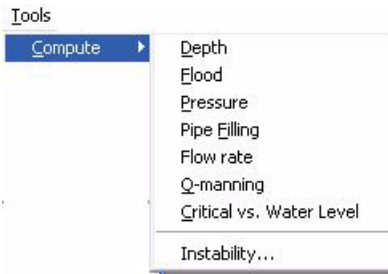 Tools
Compute
Depth
Flood
Pressure
Pipe Filling
Flow rate
Q-manning
Critical vs. Water Level
Instability...